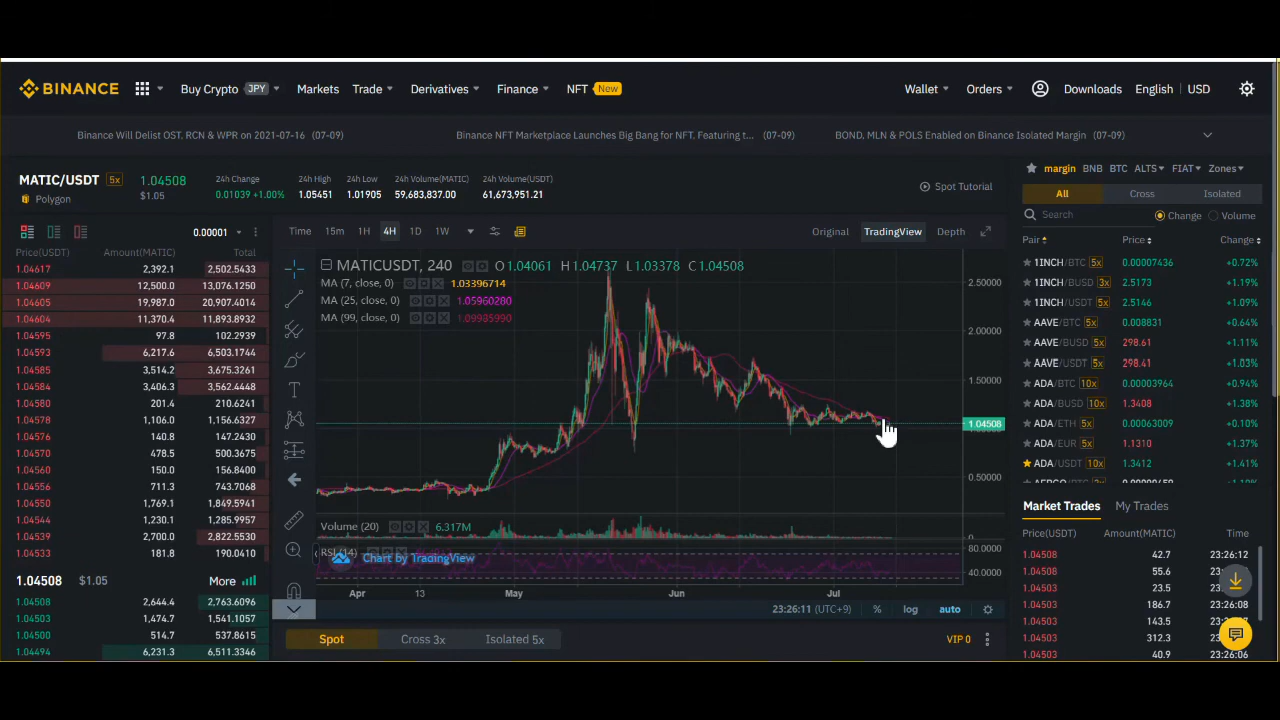 BINANCE Buy Crypto JPY Markets Trade Derivatives Finance NFT New Wallet Orders Downloads English USD
Binance Will Delist OST, RCN & WPR on 2021-07-16 (07-09) Binance NFT Marketplace Launches Big Bang for NFT, Featuring t... (07-09) BOND, MLN & POLS Enabled on Binance Isolated Margin (07-09)
MATIC/USDT 5x 1.04508
Polygon $1.05
24h Change 24h High 24h Low 24h Volume(MATIC) 24h Volume(USDT)
0.01039 +1.00% 1.05451 1.01905 59,683,837.00 61,673,951.21
Spot Tutorial
0.00001
Price(USDT) Amount(MATIC) Total
1.04617 2,392.1 2,502.5433
1.04609 12,500.0 13,076.1250
1.04605 19,987.0 20,907.4014
1.04604 11,370.4 11,893.8932
1.04595 97.8 102.2939
1.04593 6,217.6 6,503.1744
1.04585 3,514.2 3,675.3261
1.04584 3,406.3 3,562.4448
1.04580 201.4 210.6241
1.04578 1,106.0 1,156.6327
1.04576 140.8 147.2430
1.04570 478.5 500.3675
1.04560 150.0 156.8400
1.04556 711.3 743.7068
1.04550 1,769.1 1,849.5941
1.04544 1,230.1 1,285.9957
1.04539 2,700.0 2,822.5530
1.04533 181.8 190.0410
1.04508 $1.05 More
1.04508 2,644.4 2,763.6096
1.04507 1,474.7 1,541.1057
1.04500 514.7 537.8615
1.04494 6,231.3 6,511.3346
Time 15m 1H 4H 1D 1W Original TradingView Depth
MATICUSDT, 240 O 1.04061 H 1.04737 L 1.03378 C 1.04508
MA (7, close, 0) 1.03396714
MA (25, close, 0) 1.05960280
MA (99, close, 0) 1.09985990
2.50000
2.00000
1.50000
1.04508
0.50000
Volume (20) 6.317M
0
RSI (14)
Chart by TradingView
80.0000
40.0000
Apr 13 May Jun Jul
23:26:11 (UTC+9) % log auto
Spot Cross 3x Isolated 5x VIP 0
margin BNB BTC ALTS FIAT Zones
All Cross Isolated
Search Change Volume
Pair Price Change
1INCH/BTC 5x 0.00007436 +0.72%
1INCH/BUSD 3x 2.5173 +1.19%
1INCH/USDT 5x 2.5146 +1.09%
AAVE/BTC 5x 0.008831 +0.64%
AAVE/BUSD 5x 298.61 +1.11%
AAVE/USDT 5x 298.41 +1.03%
ADA/BTC 10x 0.00003964 +0.94%
ADA/BUSD 10x 1.3408 +1.38%
ADA/ETH 5x 0.00063009 +0.10%
ADA/EUR 5x 1.1310 +1.37%
ADA/USDT 10x 1.3412 +1.41%
Market Trades My Trades
Price(USDT) Amount(MATIC) Time
1.04508 42.7 23:26:12
1.04508 55.6
1.04503 23.5
1.04503 186.7 23:26:08
1.04503 143.5
1.04503 312.3
1.04503 40.9 23:26:06